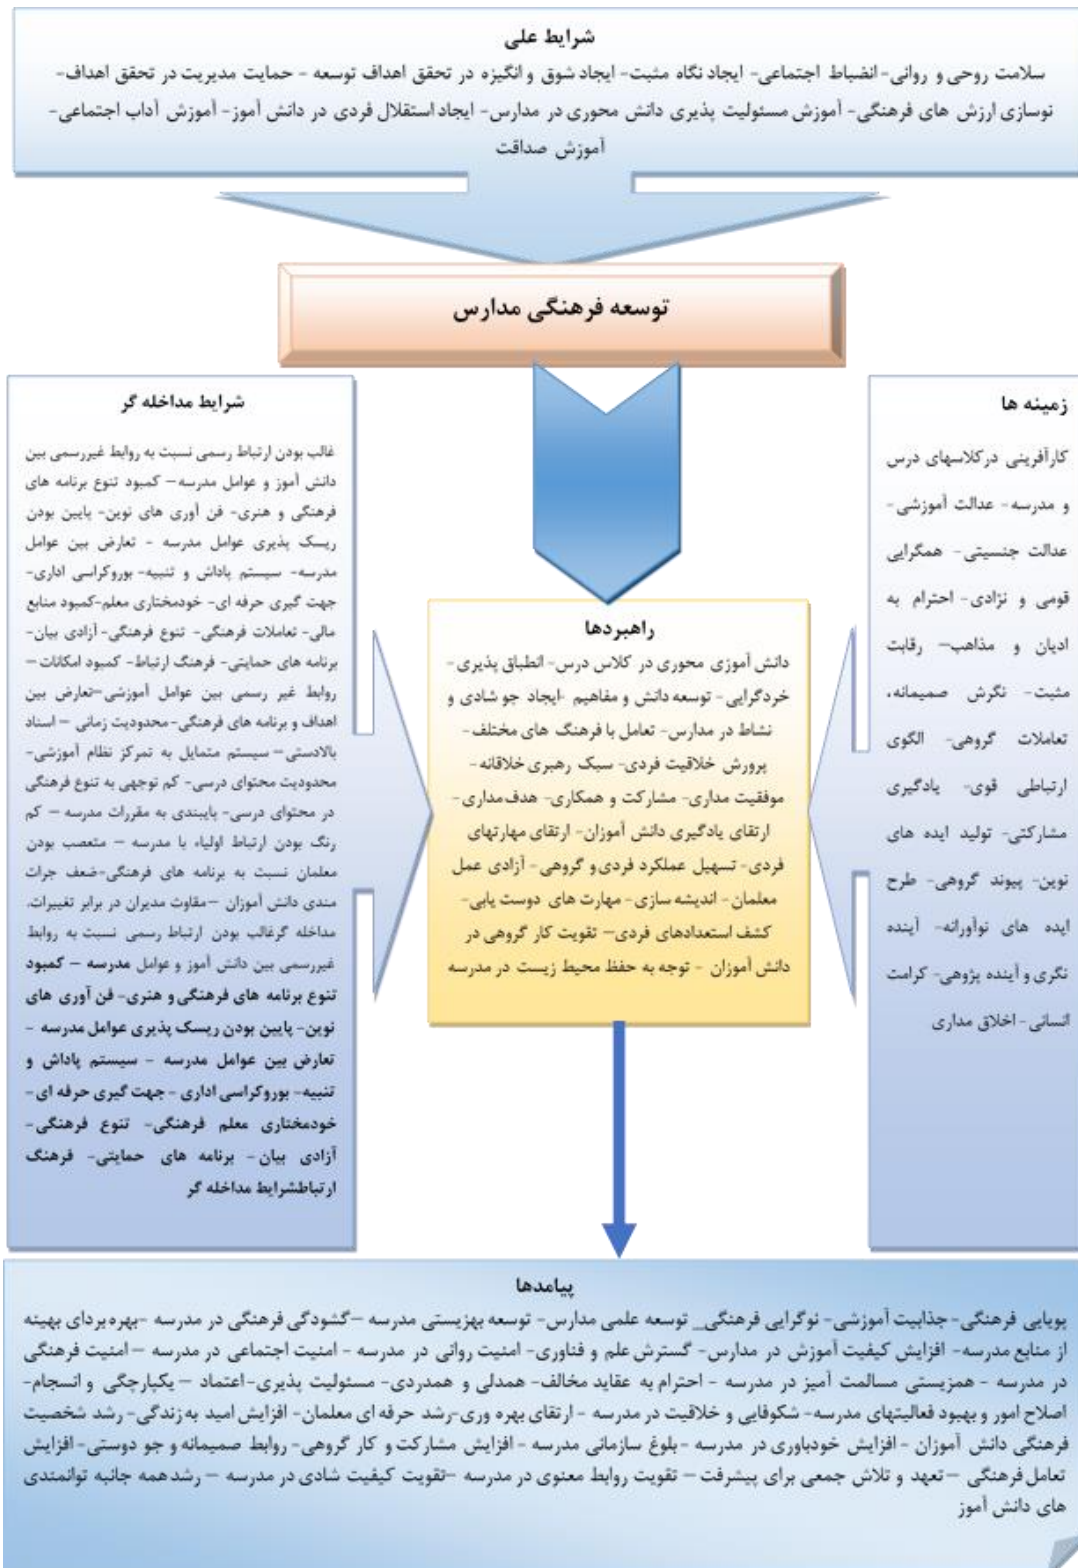 شرایط علی
سلامت روحی و روانی- انضباط اجتماعی- ایجاد نگاه مثبت- ایجاد شوق و انگیزه در تحقق اهداف توسعه - حمایت مدیریت در تحقق اهداف-
نوسازی ارزش های فرهنگی- آموزش مسئولیت پذیری دانش محوری در مدارس- ایجاد استقلال فردی در دانش آموز- آموزش آداب اجتماعی-
آموزش صداقت
توسعه فرهنگی مدارس
زمینه ها
کارآفرینی درکلاسهای درس
و مدرسه- عدالت آموزشی-
عدالت جنسیتی- همگرایی
قومی و نژادی- احترام به
ادیان و مذاهب– رقابت
مثبت- نگرش صمیمانه،
تعاملات گروهی- الگوی
ارتباطی قوی- یادگیری
مشارکتی- تولید ایده های
نوین- پیوند گروهی- طرح
ایده های نوآورانه- آینده
نگری و آینده پژوهی- کرامت
انسانی- اخلاق مداری
راهبردها
دانش آموزی محوری در کلاس درس- انطباق پذیری-
خردگرایی- توسعه دانش و مفاهیم -ایجاد جو شادی و
نشاط در مدارس- تعامل با فرهنگ های مختلف-
پرورش خلاقیت فردی- سبک رهبری خلاقانه-
موفقیت مداری- مشارکت و همکاری- هدف‌مداری-
ارتقای یادگیری دانش آموزان- ارتقای مهارتهای
فردی- تسهیل عملکرد فردی و گروهی- آزادی عمل
معلمان- اندیشه سازی- مهارت های دوست یابی-
کشف استعدادهای فردی– تقویت کار گروهی در
دانش آموزان - توجه به حفظ محیط زیست در مدرسه
شرایط مداخله گر
غالب بودن ارتباط رسمی نسبت به روابط غیررسمی بین
دانش آموز و عوامل مدرسه– کمبود تنوع برنامه های
فرهنگی و هنری- فن آوری های نوین- پایین بودن
ریسک پذیری عوامل مدرسه - تعارض بین عوامل
مدرسه- سیستم پاداش و تنبیه- بوروکراسی اداری-
جهت گیری حرفه ای- خودمختاری معلم-کمبود منابع
مالی- تعاملات فرهنگی- تنوع فرهنگی- آزادی بیان-
برنامه های حمایتی- فرهنگ ارتباط- کمبود امکانات –
روابط غیر رسمی بین عوامل آموزشی–تعارض بین
اهداف و برنامه های فرهنگی-محدودیت زمانی – اسناد
بالادستی– سیستم متمایل به تمرکز نظام آموزشی-
محدودیت محتوای درسی- کم توجهی به تنوع فرهنگی
در محتوای درسی- پایبندی به مقررات مدرسه – کم
رنگ بودن ارتباط اولیاء با مدرسه – متعصب بودن
معلمان نسبت به برنامه های فرهنگی-ضعف جرات
مندی دانش آموزان –مقاوت مدیران در برابر تغییرات،
مداخله گرغالب بودن ارتباط رسمی نسبت به روابط
غیررسمی بین دانش آموز و عوامل مدرسه – کمبود
تنوع برنامه های فرهنگی و هنری- فن آوری های
نوین- پایین بودن ریسک پذیری عوامل مدرسه -
تعارض بین عوامل مدرسه - سیستم پاداش و
تنبیه- بوروکراسی اداری - جهت گیری حرفه ای-
خودمختاری معلم فرهنگی- تنوع فرهنگی-
آزادی بیان- برنامه های حمایتی- فرهنگ
ارتباطشرایط مداخله گر
پیامدها
پویایی فرهنگی- جذابیت آموزشی- نوگرایی فرهنگی_ توسعه علمی مدارس- توسعه بهزیستی مدرسه –گشودگی فرهنگی در مدرسه -بهره‌بردای بهینه
از منابع مدرسه- افزایش کیفیت آموزش در مدارس- گسترش علم و فناوری- امنیت روانی در مدرسه - امنیت اجتماعی در مدرسه – امنیت فرهنگی
در مدرسه - همزیستی مسالمت آمیز در مدرسه - احترام به عقاید مخالف- همدلی و همدردی- مسئولیت پذیری-اعتماد – یکپارچگی و انسجام-
اصلاح امور و بهبود فعالیتهای مدرسه- شکوفایی و خلاقیت در مدرسه - ارتقای بهره وری-رشد حرفه ای معلمان- افزایش امید به زندگی- رشد شخصیت
فرهنگی دانش آموزان - افزایش خودباوری در مدرسه -بلوغ سازمانی مدرسه - افزایش مشارکت و کار گروهی- روابط صمیمانه و جو دوستی-افزایش
تعامل فرهنگی –تعهد و تلاش جمعی برای پیشرفت – تقویت روابط معنوی در مدرسه –تقویت کیفیت شادی در مدرسه – رشد همه جانبه توانمندی
های دانش آموز